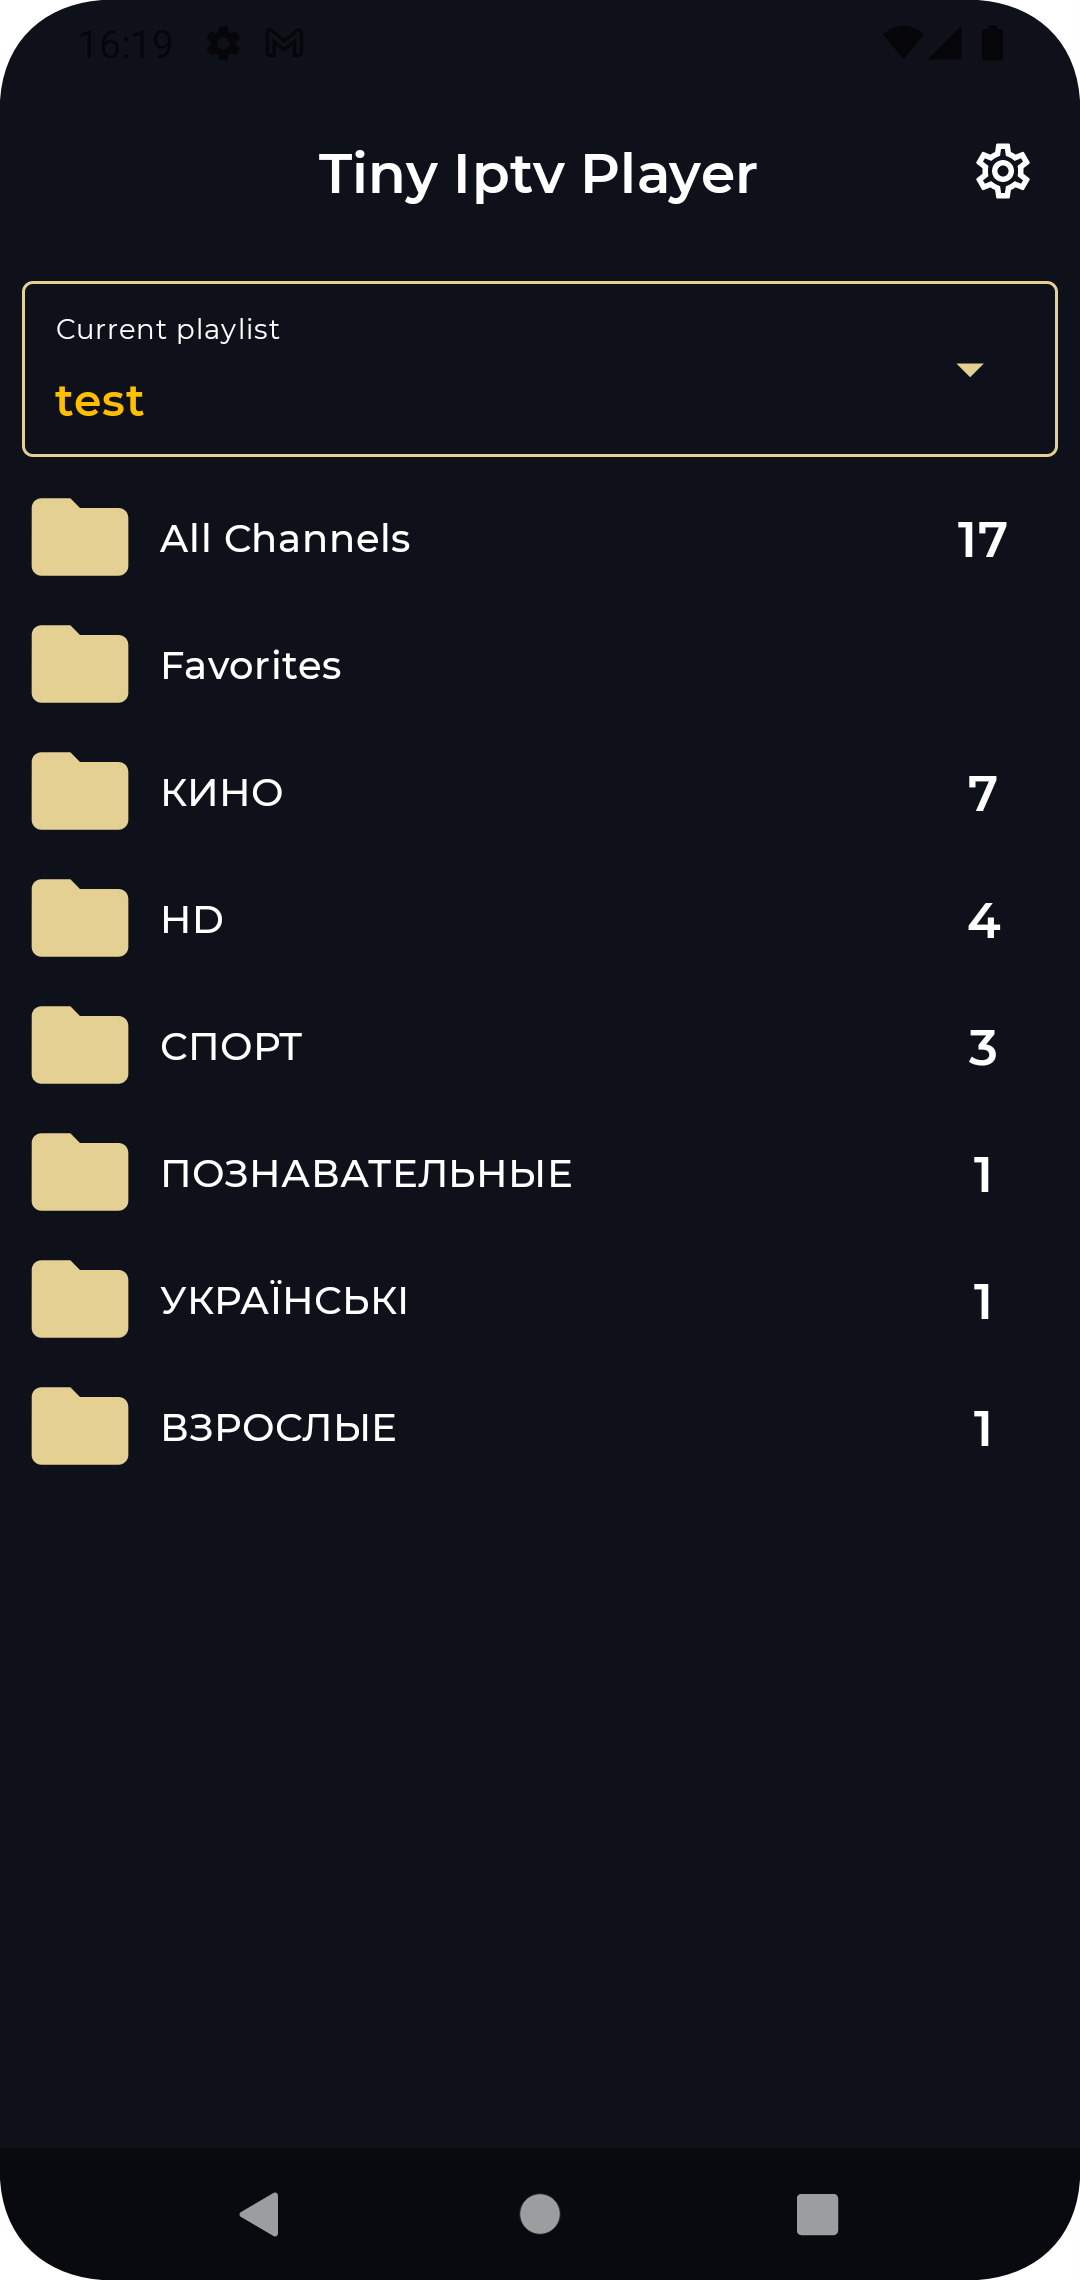 16:19
Tiny Iptv Player
Current playlist
test
All Channels 17
Favorites
КИНО 7
HD 4
СПОРТ 3
ПОЗНАВАТЕЛЬНЫЕ 1
УКРАЇНСЬКІ 1
ВЗРОСЛЫЕ 1